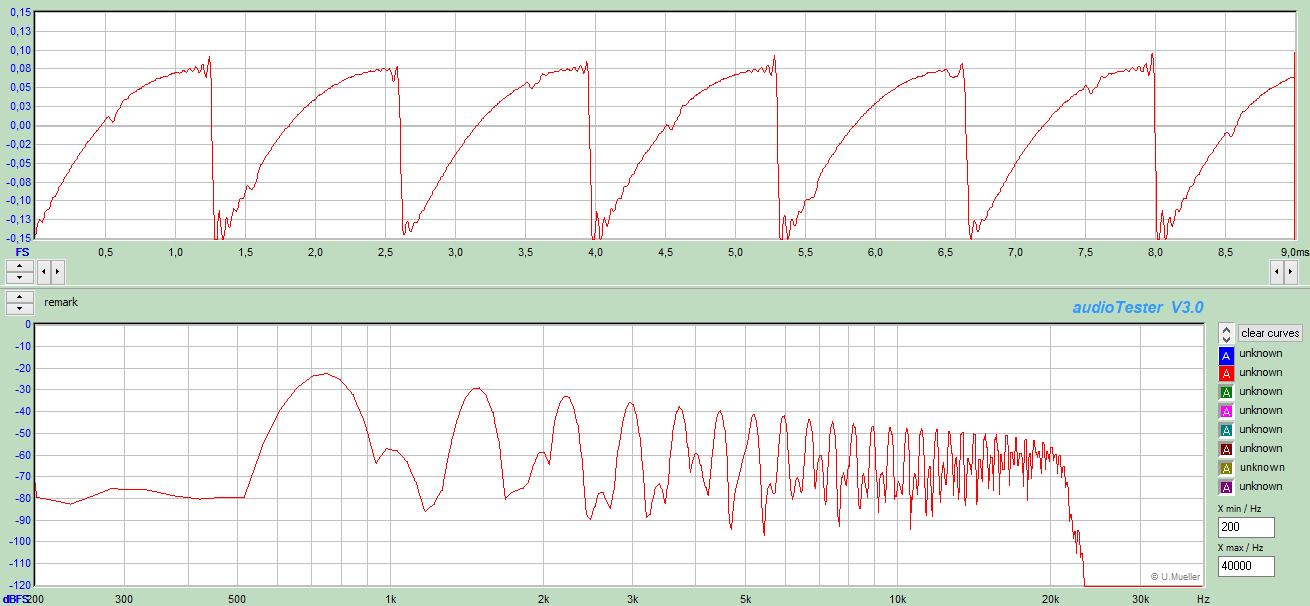 0,15
0,13
0,10
0,08
0,05
0,03
0,00
-0,02
-0,05
-0,08
-0,10
-0,13
-0,15
FS 0,5 1,0 1,5 2,0 2,5 3,0 3,5 4,0 4,5 5,0 5,5 6,0 6,5 7,0 7,5 8,0 8,5 9,0ms
remark
audioTester V3.0
0
-10
-20
-30
-40
-50
-60
-70
-80
-90
-100
-110
-120
clear curves
A unknown
A unknown
A unknown
A unknown
A unknown
A unknown
A unknown
A unknown
X min / Hz
200
X max / Hz
40000
© U.Mueller
dBFS 200 300 500 1k 2k 3k 5k 10k 20k 30k Hz